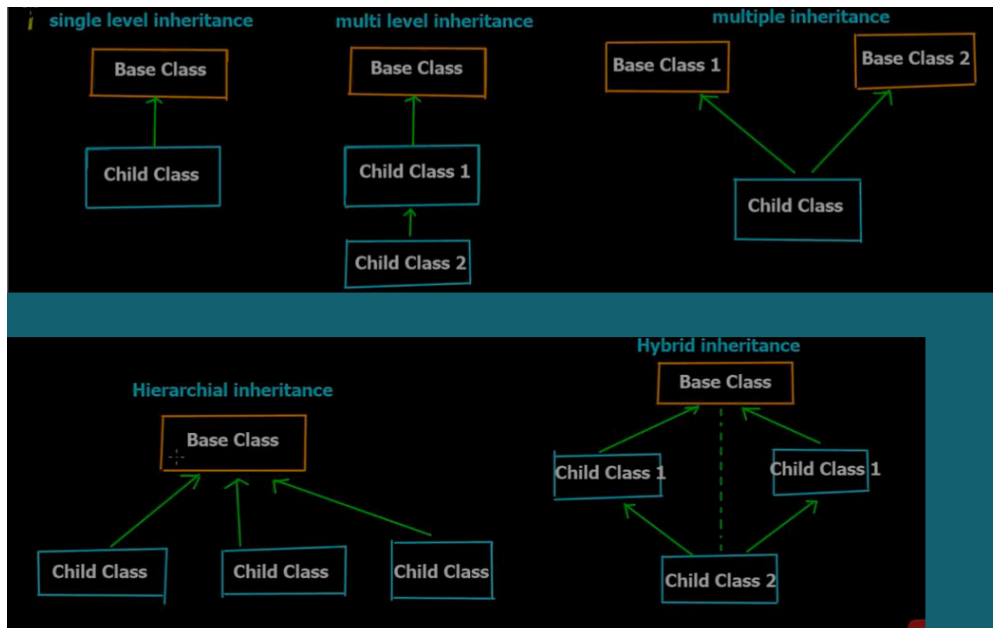 i single level inheritance
multi level inheritance
multiple inheritance
Base Class
Base Class
Base Class 1
Base Class 2
Child Class
Child Class 1
Child Class
Child Class 2
Hybrid inheritance
Base Class
Hierarchial inheritance
Base Class
Child Class 1
Child Class 1
Child Class
Child Class
Child Class
Child Class 2